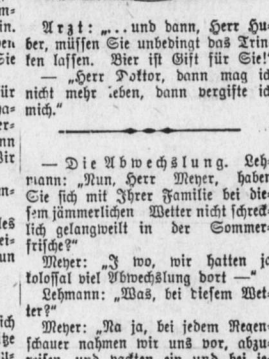 Arzt: „... und dann, Herr Hu-
ber, müssen Sie unbedingt das Trin-
ken lassen. Bier ist Gift für Sie!“
— „Herr Doktor, dann mag ich
nicht mehr leben, dann vergifte ich
mich.“
— Die Abwechslung. Leh-
mann: „Nun, Herr Meyer, haben
Sie sich mit Ihrer Familie bei die-
sem jämmerlichen Wetter nicht schreck-
lich gelangweilt in der Sommer-
frische?“
Meyer: „I wo, wir hatten ja
kolossal viel Abwechslung dort —“
Lehmann: „Was, bei diesem Wet-
ter?“
Meyer: „Na ja, bei jedem Regen-
schauer nahmen wir uns vor, abzu-